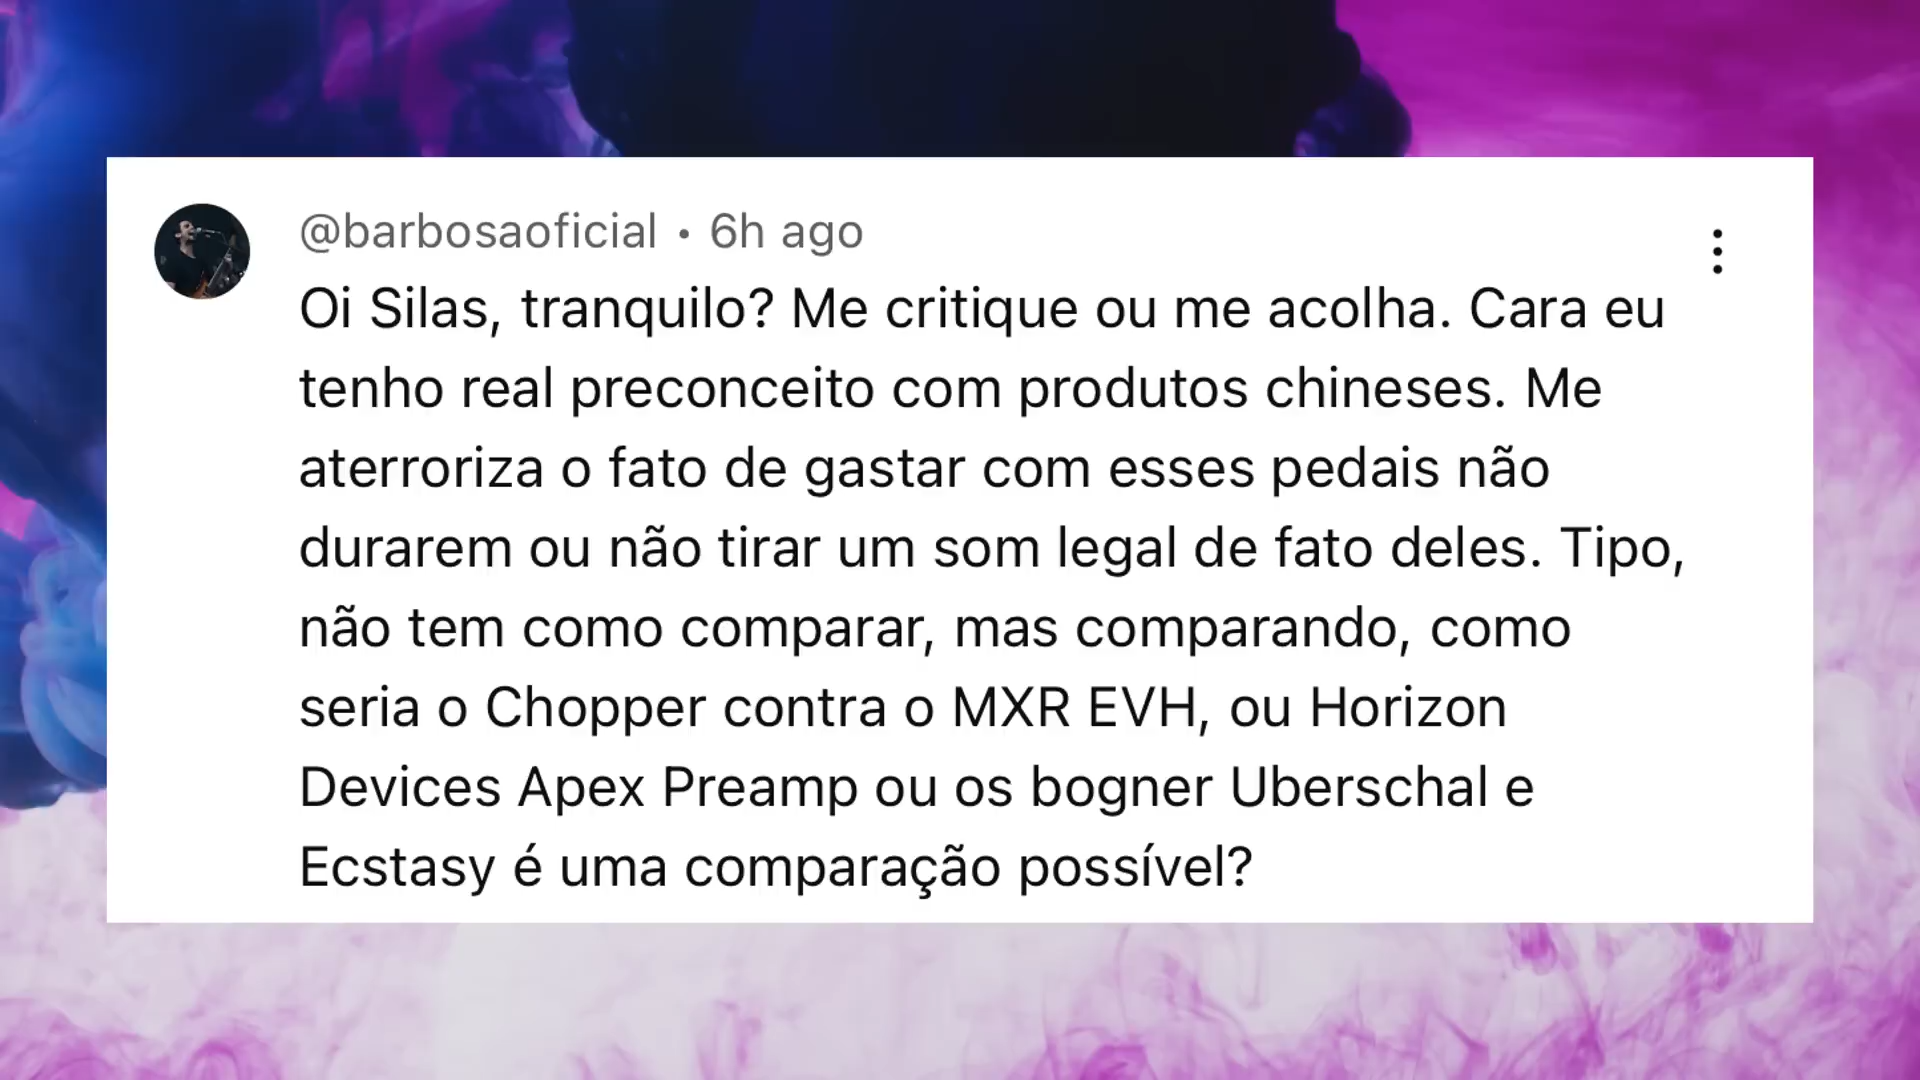 @barbosaoficial • 6h ago
Oi Silas, tranquilo? Me critique ou me acolha. Cara eu
tenho real preconceito com produtos chineses. Me
aterroriza o fato de gastar com esses pedais não
durarem ou não tirar um som legal de fato deles. Tipo,
não tem como comparar, mas comparando, como
seria o Chopper contra o MXR EVH, ou Horizon
Devices Apex Preamp ou os bogner Uberschal e
Ecstasy é uma comparação possível?